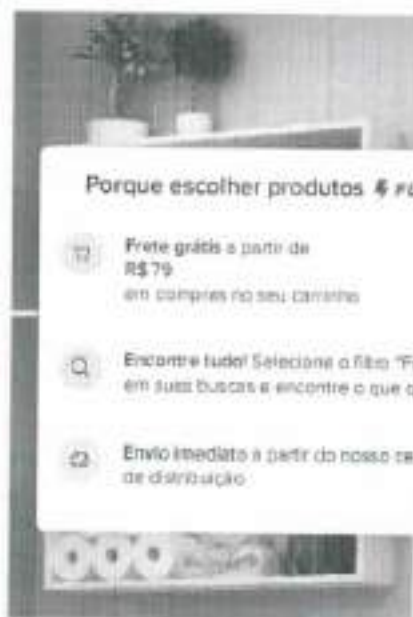 Porque escolher produtos
Frete grátis a partir de
R$79
em compras no seu carrinho
Encontre tudo! Selecione o filtro "F
em suas buscas e encontre o que
Envio imediato a partir do nosso ce
de distribuição